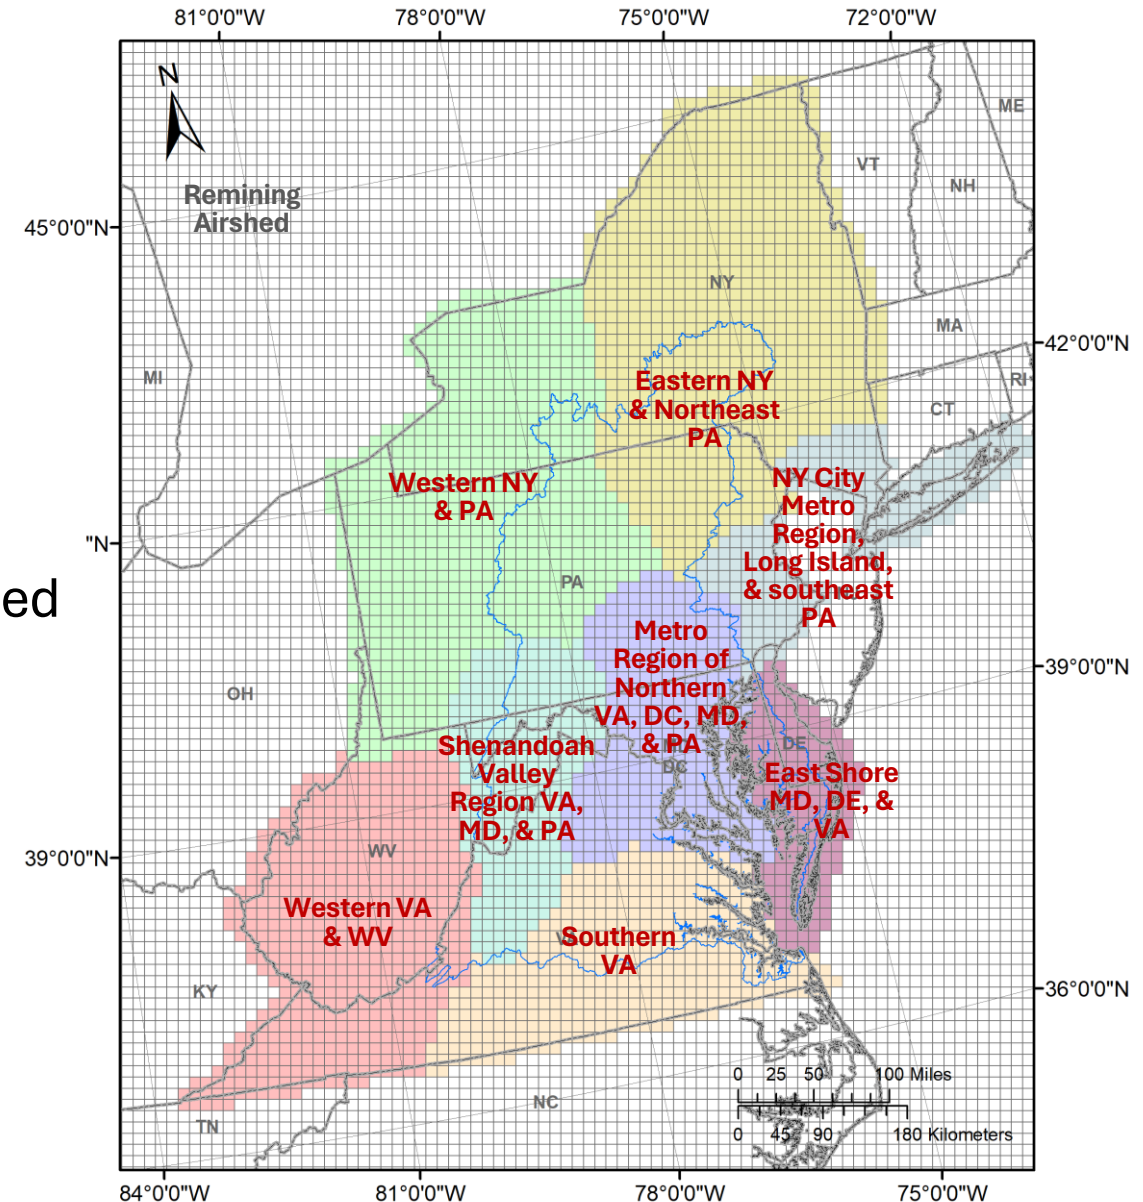 81°0'0"W 78°0'0"W 75°0'0"W 72°0'0"W
N
ME
VT
NH
Remining
Airshed
45°0'0"N
NY
MA
42°0'0"N
MI
RI
CT
Eastern NY
& Northeast
PA
Western NY
& PA
NY City
Metro
Region,
Long Island,
& southeast
PA
"N
ed
PA
Metro
Region of
Northern
VA, DC, MD,
& PA
39°0'0"N
OH
DC
DE
Shenandoah
Valley
Region VA,
MD, & PA
East Shore
MD, DE, &
VA
39°0'0"N
WV
Western VA
& WV
Southern
VA
KY
36°0'0"N
0 25 50 100 Miles
NC
TN
0 45 90 180 Kilometers
84°0'0"W 81°0'0"W 78°0'0"W 75°0'0"W